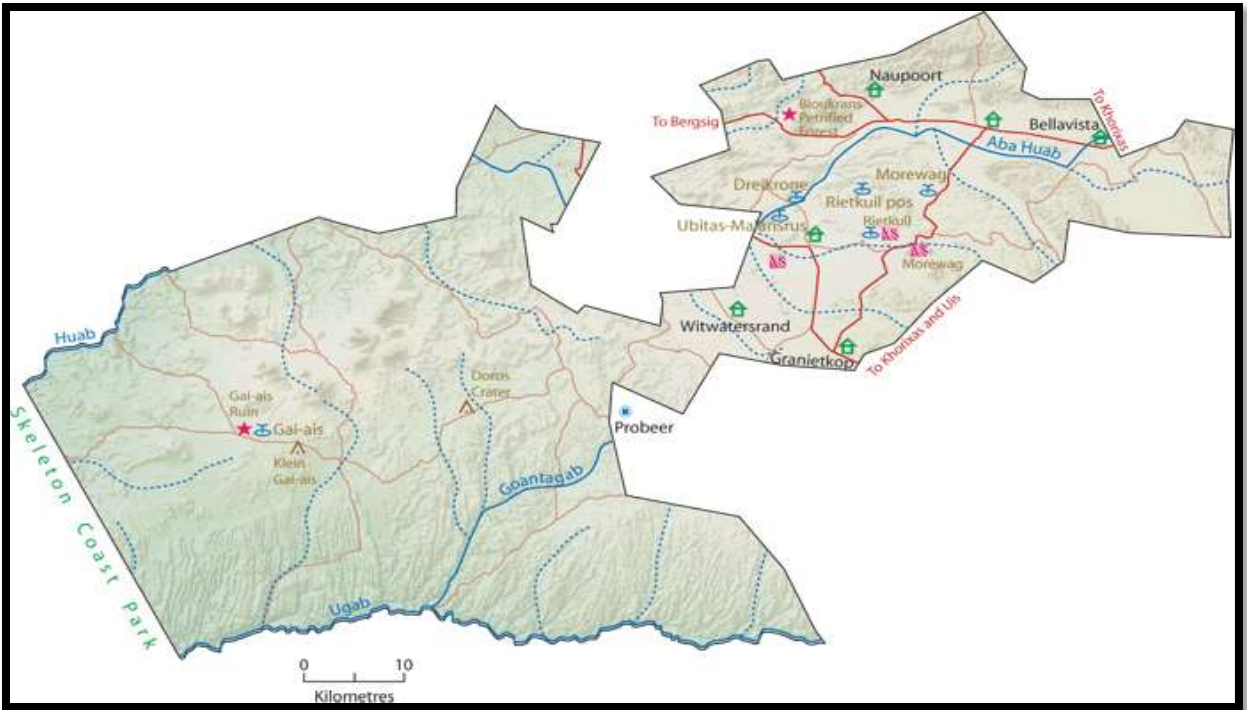 Naupoort
To Bergsig
Bloukrans
Petrified
Forest
To Khorixas
Bellavista
Aba Huab
Dreikrone
Morewag
Rietkuil pos
Rietkuil
Morewag
Witwatersrand
Granietkop
To Khorixas and Uis
Huab
Doros
Crater
Gai-ais
Ruin
Gai-ais
Klein
Gai-ais
Probeer
Goantagab
Ugab
Skeleton Coast Park
0 10
Kilometres